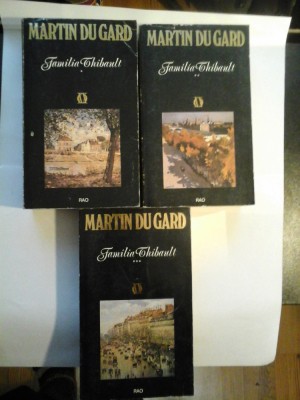 MARTIN DU GARD
Familia Thibault
*
RAO
MARTIN DU GARD
Familia Thibault
**
RAO
MARTIN DU GARD
Familia Thibault
***
RAO